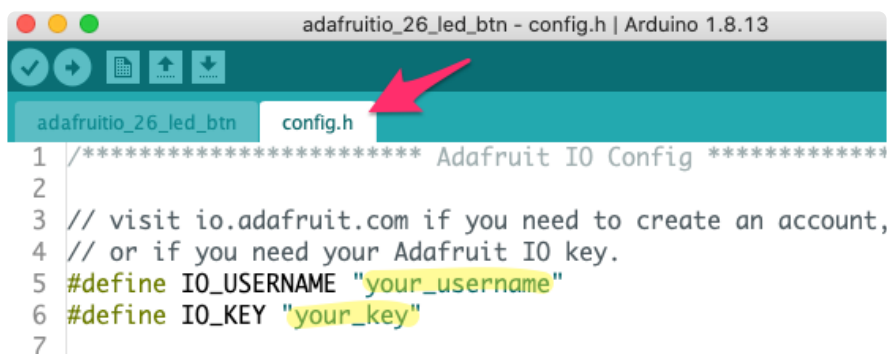 adafruitio_26_led_btn - config.h | Arduino 1.8.13
adafruitio_26_led_btn config.h
1 /************************ Adafruit IO Config *************
2
3 // visit io.adafruit.com if you need to create an account,
4 // or if you need your Adafruit IO key.
5 #define IO_USERNAME "your_username"
6 #define IO_KEY "your_key"
7